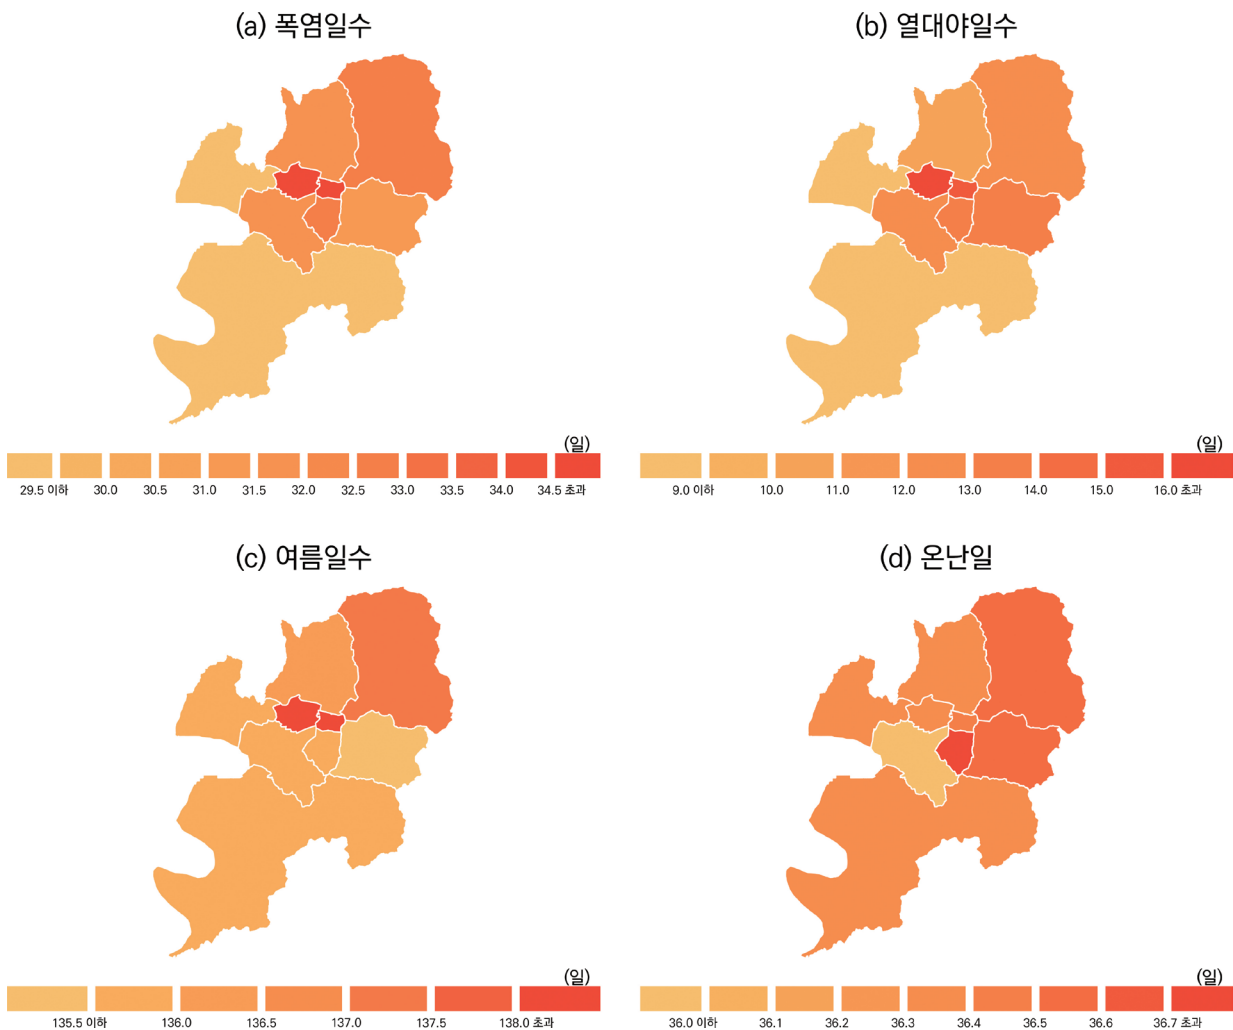 (a) 폭염일수
(b) 열대야일수
(일)
29.5 이하 30.0 30.5 31.0 31.5 32.0 32.5 33.0 33.5 34.0 34.5 초과
(일)
9.0 이하 10.0 11.0 12.0 13.0 14.0 15.0 16.0 초과
(c) 여름일수
(d) 온난일
(일)
135.5 이하 136.0 136.5 137.0 137.5 138.0 초과
(일)
36.0 이하 36.1 36.2 36.3 36.4 36.5 36.6 36.7 초과